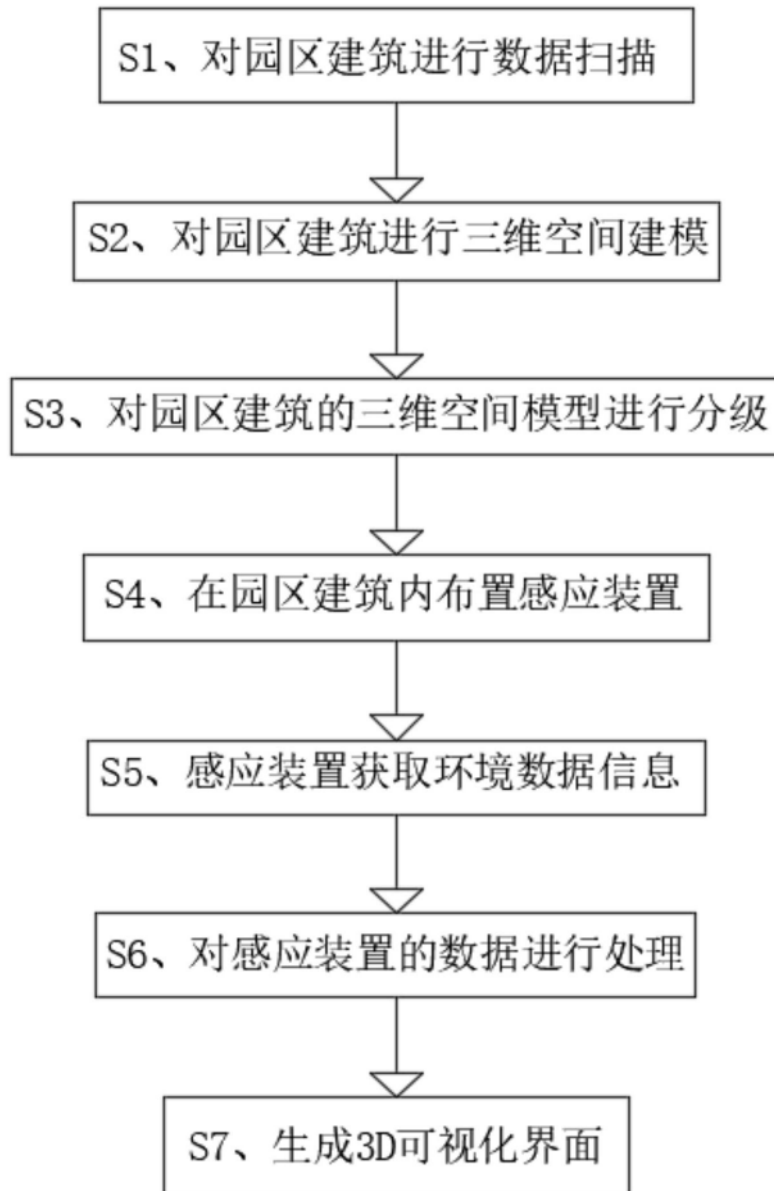 S1、对园区建筑进行数据扫描
S2、对园区建筑进行三维空间建模
S3、对园区建筑的三维空间模型进行分级
S4、在园区建筑内布置感应装置
S5、感应装置获取环境数据信息
S6、对感应装置的数据进行处理
S7、生成3D可视化界面